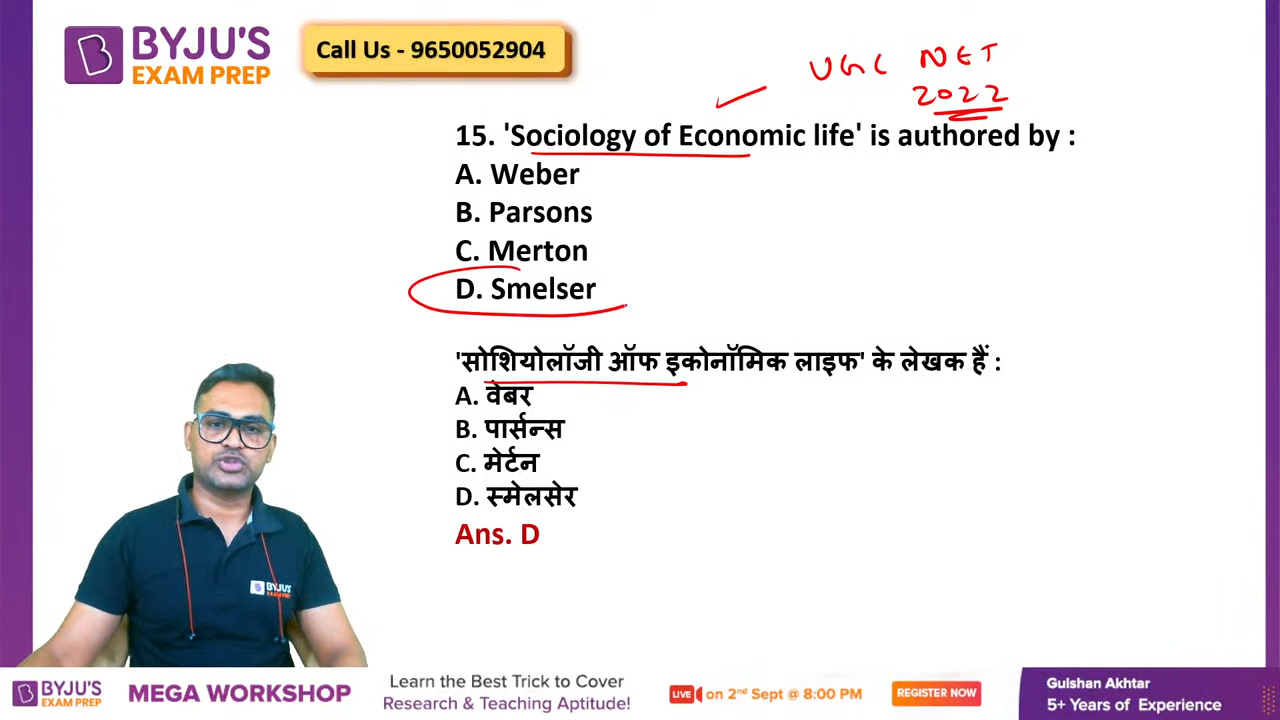 BYJU'S
EXAM PREP
Call Us - 9650052904
UGC NET
2022
15. 'Sociology of Economic life' is authored by :
A. Weber
B. Parsons
C. Merton
D. Smelser
'सोशियोलॉजी ऑफ इकोनॉमिक लाइफ' के लेखक हैं :
A. वेबर
B. पार्सन्स
C. मेर्टन
D. स्मेलसेर
Ans. D
BYJU'S
EXAM PREP
BYJU'S
EXAM PREP
MEGA WORKSHOP
Learn the Best Trick to Cover
Research & Teaching Aptitude!
LIVE on 2nd Sept @ 8:00 PM
REGISTER NOW
Gulshan Akhtar
5+ Years of Experience